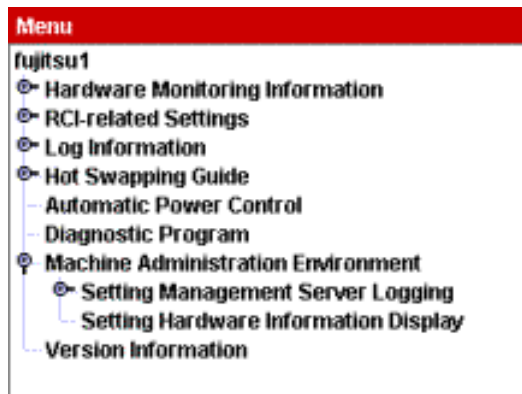 Menu
fujitsu1
Hardware Monitoring Information
RCI-related Settings
Log Information
Hot Swapping Guide
Automatic Power Control
Diagnostic Program
Machine Administration Environment
Setting Management Server Logging
Setting Hardware Information Display
Version Information